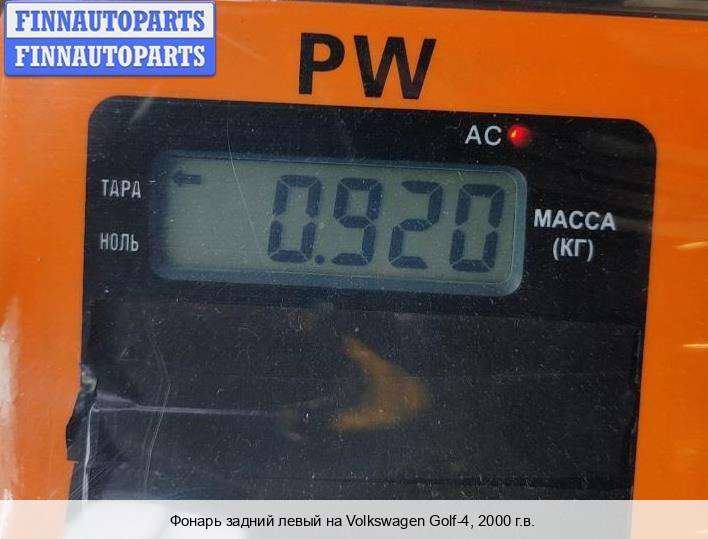 FINNAUTOPARTS
FINNAUTOPARTS
PW
AC
ТАРА
0.920
МАССА
НОЛЬ
(КГ)
Фонарь задний левый на Volkswagen Golf-4, 2000 г.в.